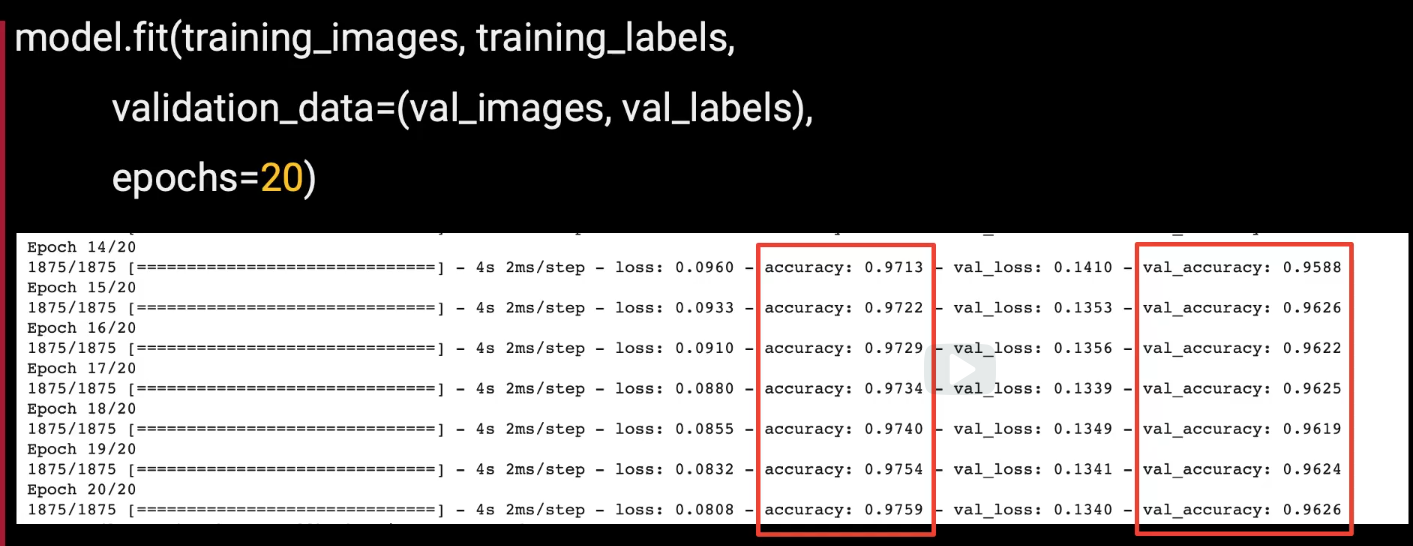 model.fit(training_images, training_labels,
validation_data=(val_images, val_labels),
epochs=20)
Epoch 14/20
1875/1875 [==============================] - 4s 2ms/step - loss: 0.0960 - accuracy: 0.9713 - val_loss: 0.1410 - val_accuracy: 0.9588
Epoch 15/20
1875/1875 [==============================] - 4s 2ms/step - loss: 0.0933 - accuracy: 0.9722 - val_loss: 0.1353 - val_accuracy: 0.9626
Epoch 16/20
1875/1875 [==============================] - 4s 2ms/step - loss: 0.0910 - accuracy: 0.9729 - val_loss: 0.1356 - val_accuracy: 0.9622
Epoch 17/20
1875/1875 [==============================] - 4s 2ms/step - loss: 0.0880 - accuracy: 0.9734 - val_loss: 0.1339 - val_accuracy: 0.9625
Epoch 18/20
1875/1875 [==============================] - 4s 2ms/step - loss: 0.0855 - accuracy: 0.9740 - val_loss: 0.1349 - val_accuracy: 0.9619
Epoch 19/20
1875/1875 [==============================] - 4s 2ms/step - loss: 0.0832 - accuracy: 0.9754 - val_loss: 0.1341 - val_accuracy: 0.9624
Epoch 20/20
1875/1875 [==============================] - 4s 2ms/step - loss: 0.0808 - accuracy: 0.9759 - val_loss: 0.1340 - val_accuracy: 0.9626